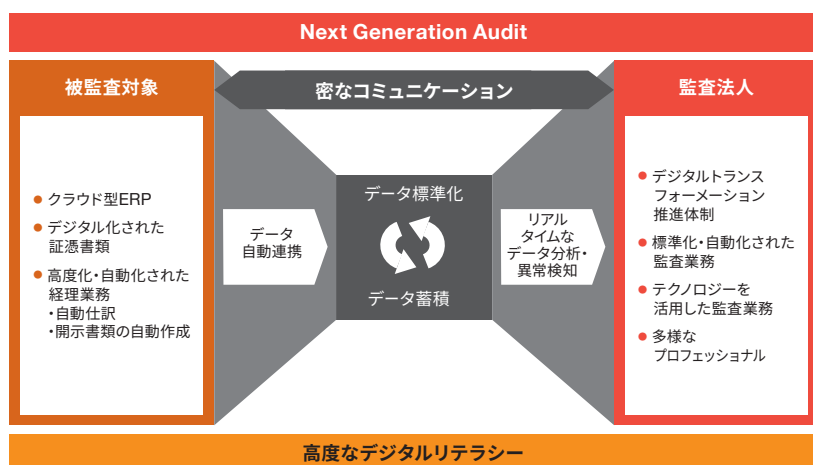 Next Generation Audit
被監査対象
密なコミュニケーション
監査法人
●クラウド型ERP
●デジタル化された
証憑書類
●高度化・自動化された
経理業務
・自動仕訳
・開示書類の自動作成
データ
自動連携
データ標準化
データ蓄積
リアル
タイムな
データ分析・
異常検知
●デジタルトランス
フォーメーション
推進体制
●標準化・自動化された
監査業務
●テクノロジーを
活用した監査業務
●多様な
プロフェッショナル
高度なデジタルリテラシー